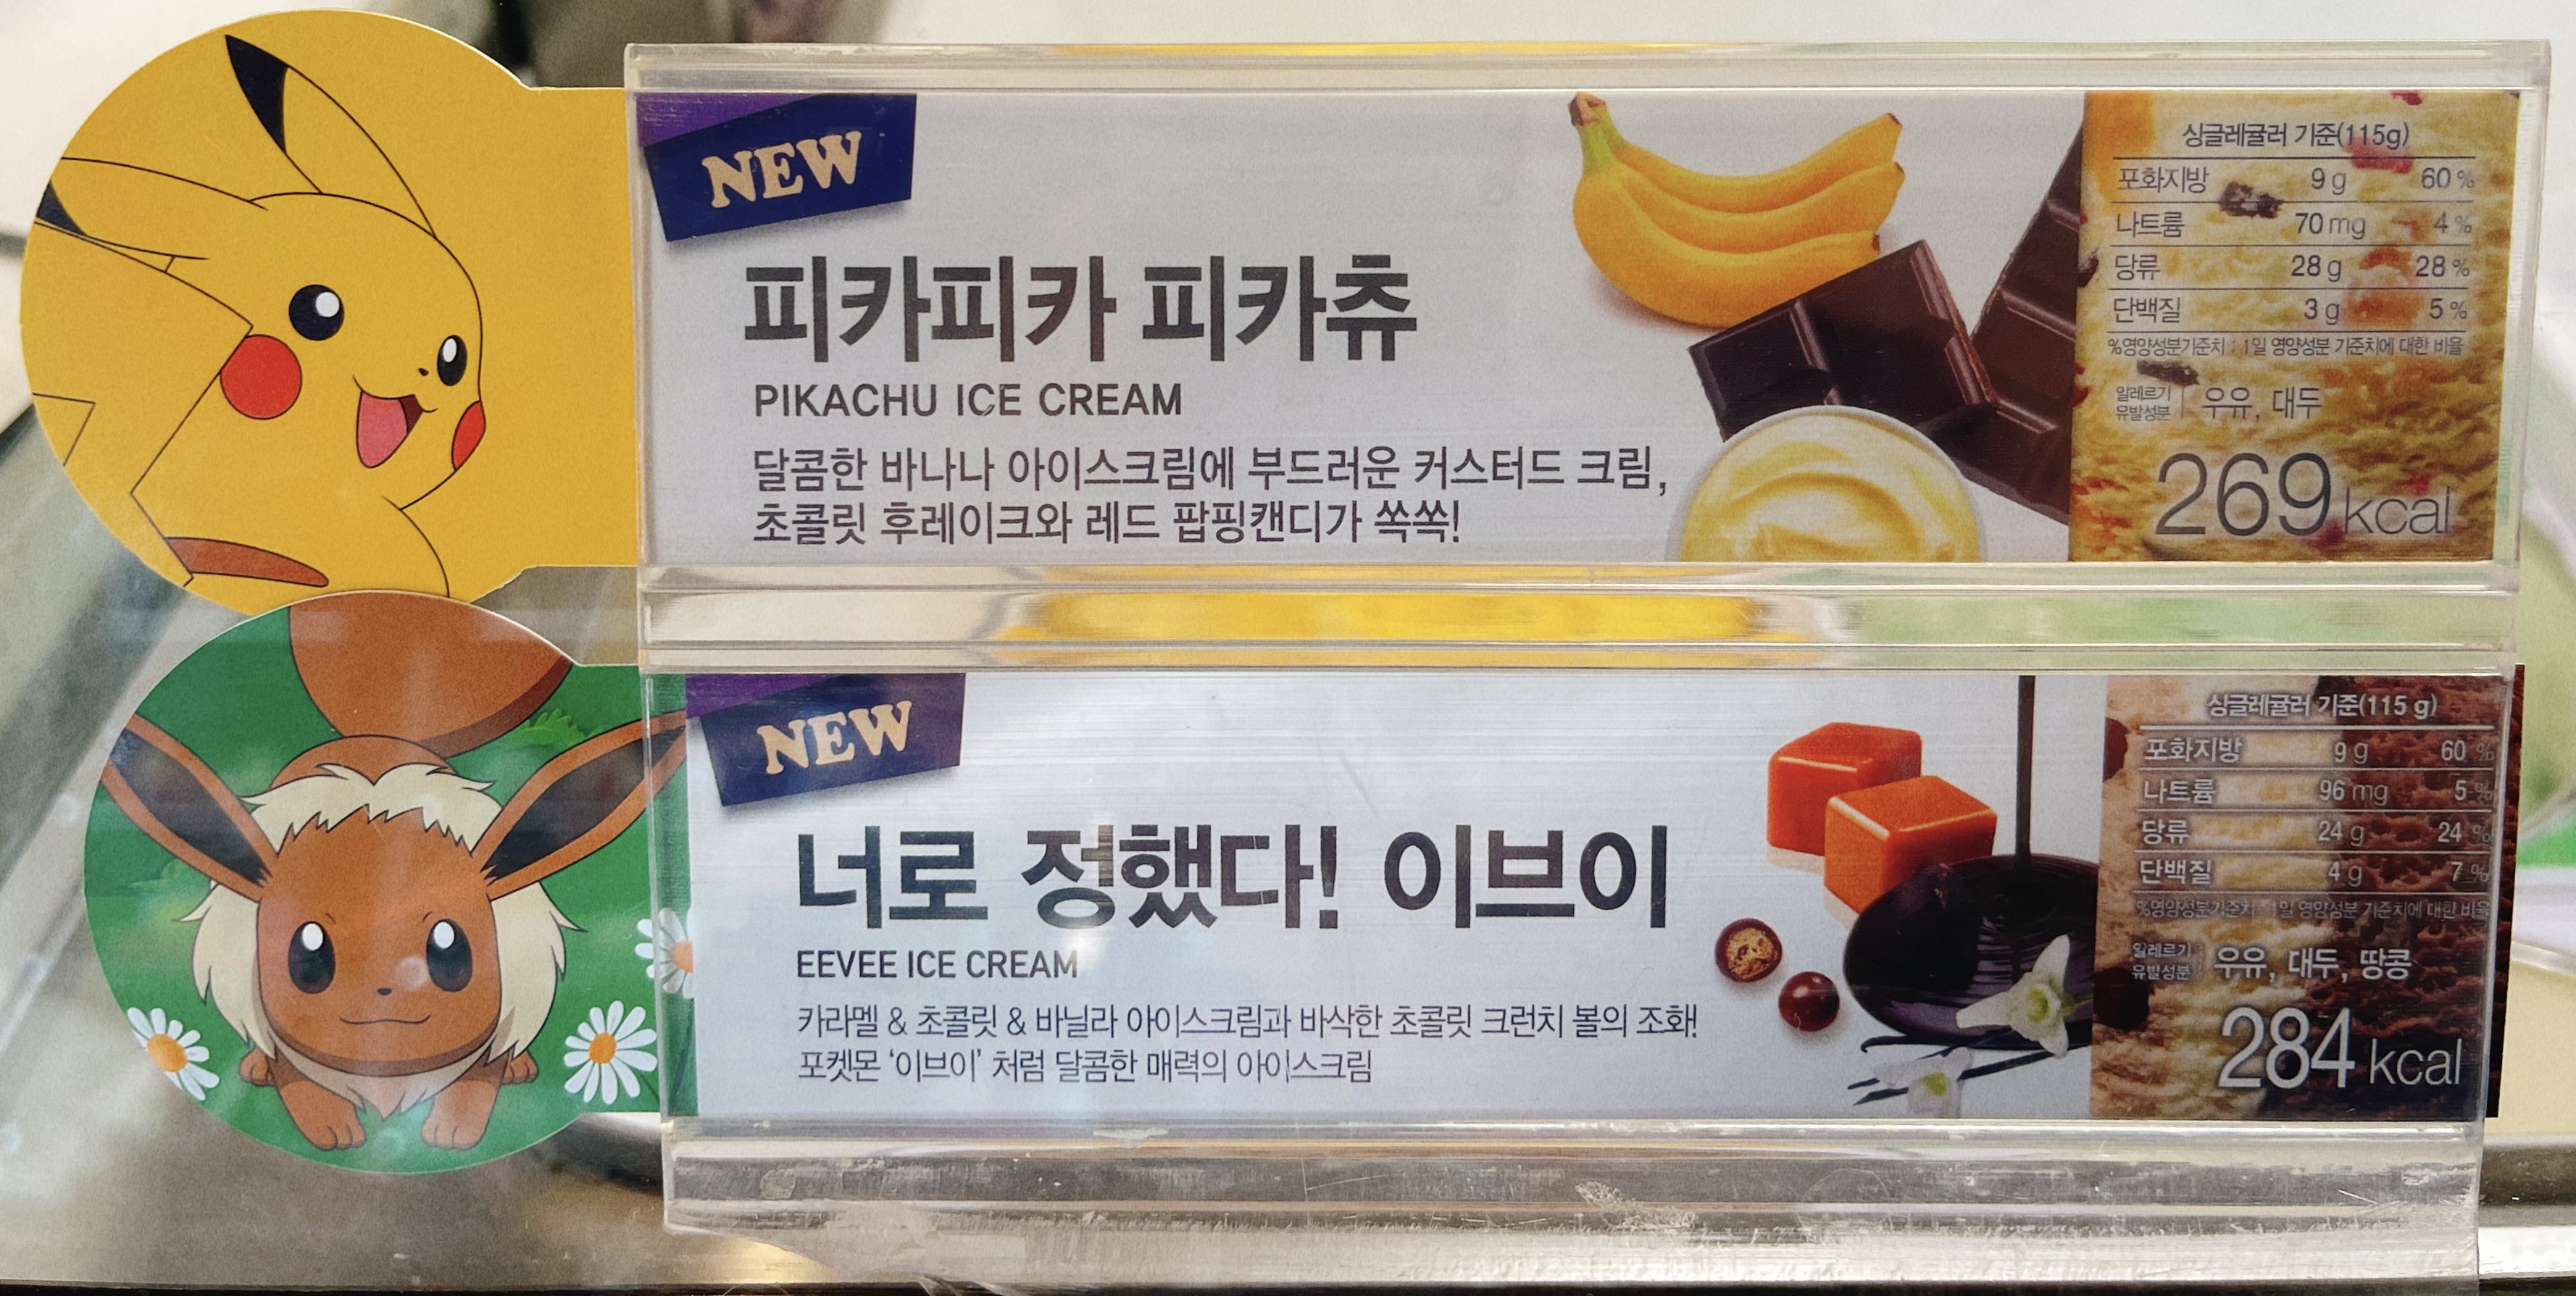 NEW
피카피카 피카츄
PIKACHU ICE CREAM
달콤한 바나나 아이스크림에 부드러운 커스터드 크림,
초콜릿 후레이크와 레드 팝핑캔디가 쏙쏙!
싱글레귤러 기준(115g)
포화지방 9g 60%
나트륨 70mg 4%
당류 28g 28%
단백질 3g 5%
%영양성분기준치 : 1일 영양성분 기준치에 대한 비율
알레르기 유발성분 우유, 대두
269kcal
NEW
너로 정했다! 이브이
EEVEE ICE CREAM
카라멜 & 초콜릿 & 바닐라 아이스크림과 바삭한 초콜릿 크런치 볼의 조화!
포켓몬 ‘이브이’ 처럼 달콤한 매력의 아이스크림
싱글레귤러 기준(115 g)
포화지방 9g 60%
나트륨 96mg 5%
당류 24g 24%
단백질 4g 7%
%영양성분기준치 : 1일 영양성분 기준치에 대한 비율
알레르기 유발성분 우유, 대두, 땅콩
284kcal